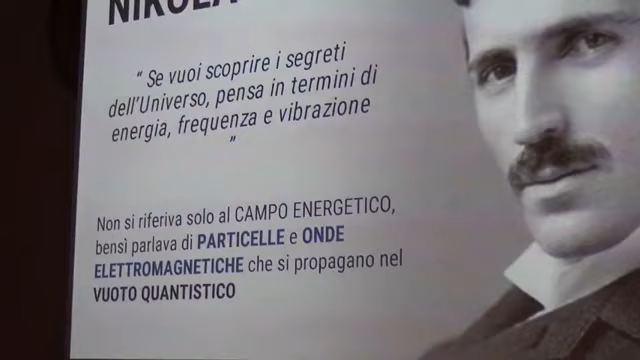 NIKOLA
" Se vuoi scoprire i segreti
dell'Universo, pensa in termini di
energia, frequenza e vibrazione
"
Non si riferiva solo al CAMPO ENERGETICO,
bensì parlava di PARTICELLE e ONDE
ELETTROMAGNETICHE che si propagano nel
VUOTO QUANTISTICO